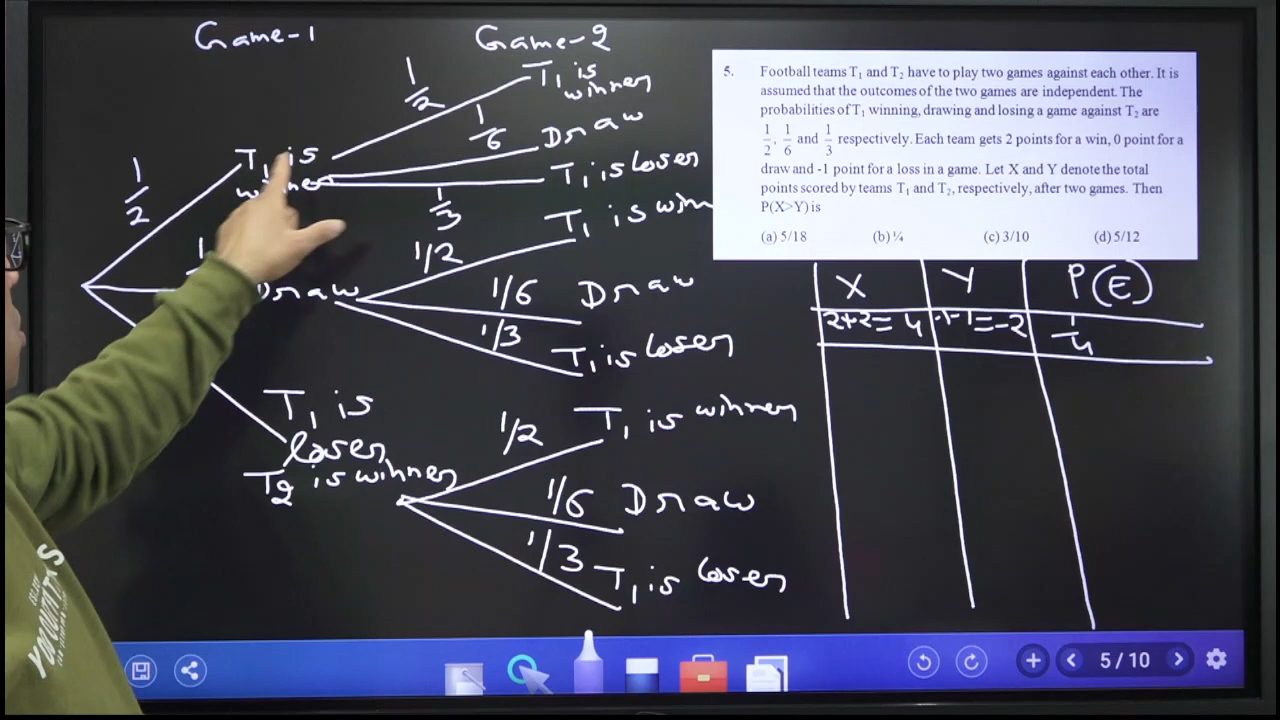 Game-1
Game-2
1/2
T₁ is
winner
1/2
T₁ is
winner
1/6
Draw
1/3
T₁ is loser
Draw
1/2
T₁ is winn
1/6
Draw
1/3
T₁ is loser
T₁ is
loser
T₂ is winner
1/2
T₁ is winner
1/6
Draw
1/3
T₁ is loser
5. Football teams T₁ and T₂ have to play two games against each other. It is
assumed that the outcomes of the two games are independent. The
probabilities of T₁ winning, drawing and losing a game against T₂ are
1/2, 1/6 and 1/3 respectively. Each team gets 2 points for a win, 0 point for a
draw and -1 point for a loss in a game. Let X and Y denote the total
points scored by teams T₁ and T₂, respectively, after two games. Then
P(X>Y) is
(a) 5/18 (b) ¼ (c) 3/10 (d) 5/12
X Y P(E)
2+2=4 -1-1=-2 1/4
5/10